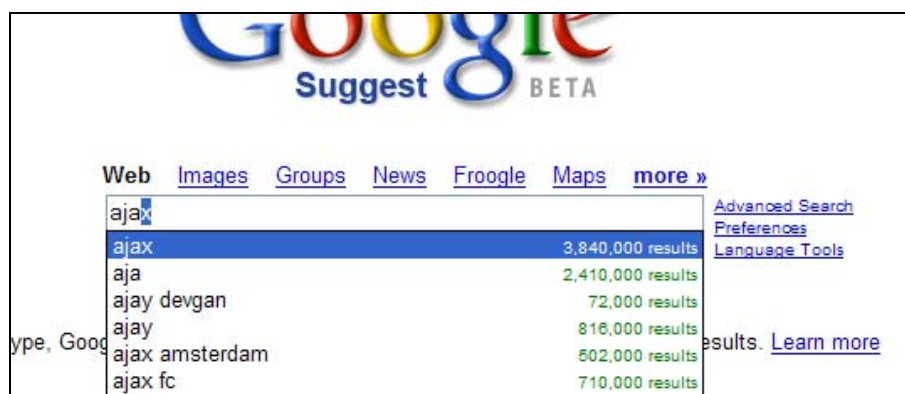 Google
Suggest BETA
Web Images Groups News Froogle Maps more »
ajax
Advanced Search
Preferences
Language Tools
ajax 3,840,000 results
aja 2,410,000 results
ajay devgan 72,000 results
ajay 816,000 results
ajax amsterdam 502,000 results
ajax fc 710,000 results
ype, Goog esults. Learn more